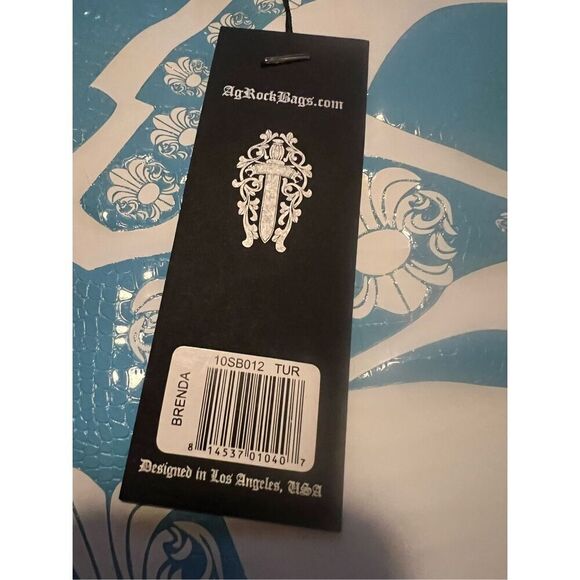 AgRockBags.com
10SB012 TUR
BRENDA
8 14537 01040 7
Designed in Los Angeles, USA